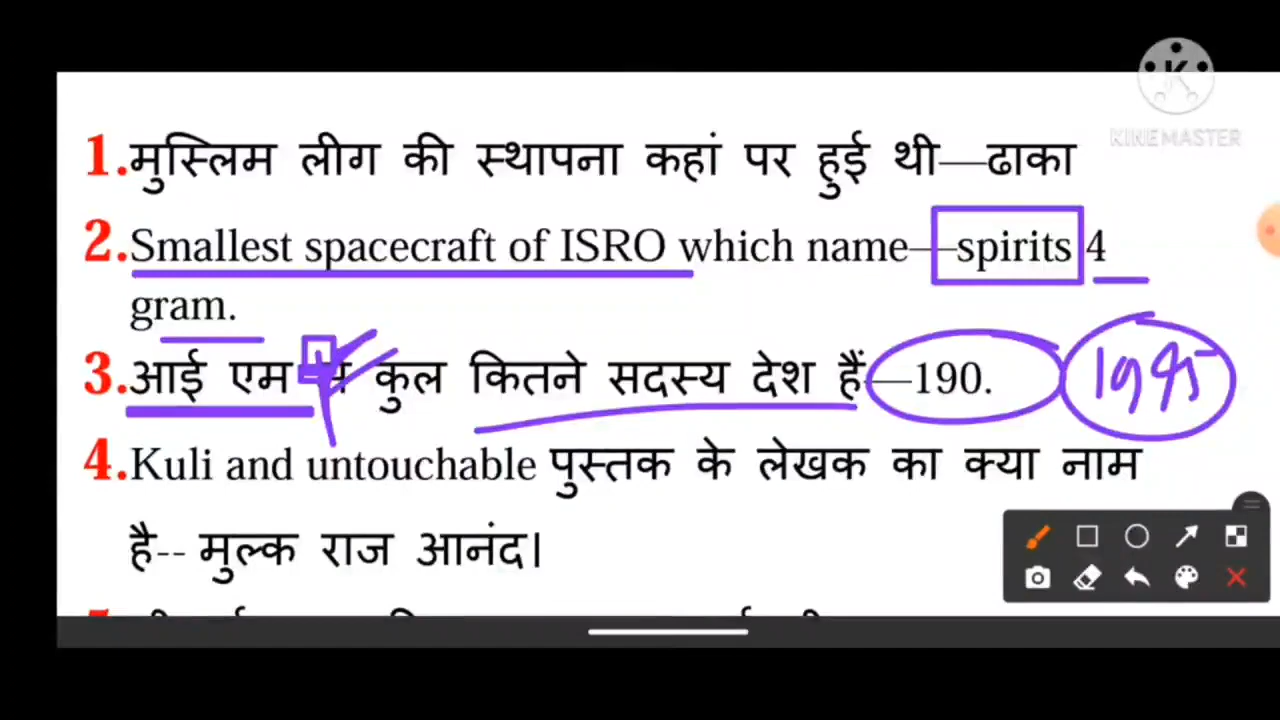 KINEMASTER
1.मुस्लिम लीग की स्थापना कहां पर हुई थी—ढाका
2.Smallest spacecraft of ISRO which name—spirits 4
gram.
3.आई एम कुल कितने सदस्य देश हैं—190. 1945
4.Kuli and untouchable पुस्तक के लेखक का क्या नाम
है-- मुल्क राज आनंद।